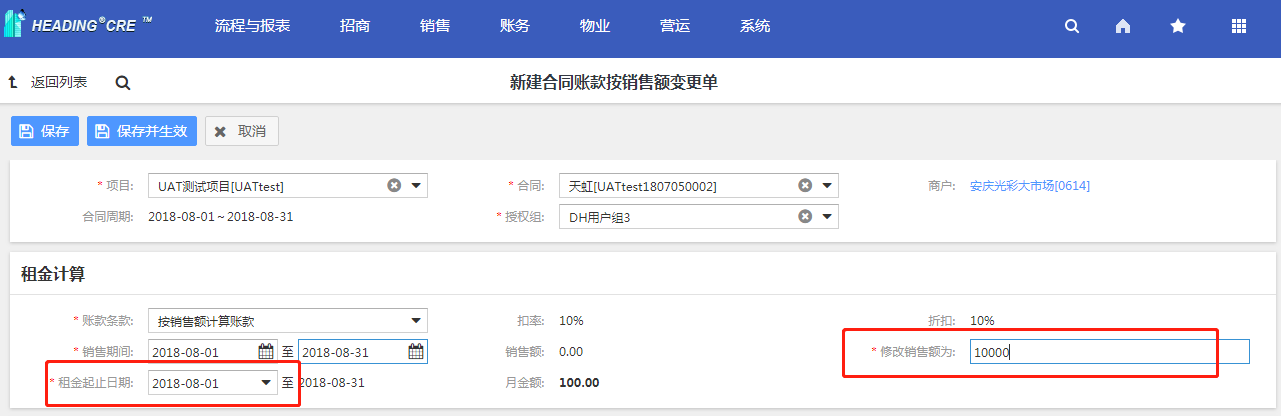 HEADING®CRE ™ 流程与报表 招商 销售 账务 物业 营运 系统
返回列表 新建合同账款按销售额变更单
保存 保存并生效 取消
* 项目: UAT测试项目[UATtest] * 合同: 天虹[UATtest1807050002] 商户: 安庆光彩大市场[0614]
合同周期: 2018-08-01～2018-08-31 * 授权组: DH用户组3
租金计算
* 账款条款: 按销售额计算账款 扣率: 10% 折扣: 10%
* 销售期间: 2018-08-01 至 2018-08-31 销售额: 0.00 * 修改销售额为: 10000
* 租金起止日期: 2018-08-01 至 2018-08-31 月金额: 100.00